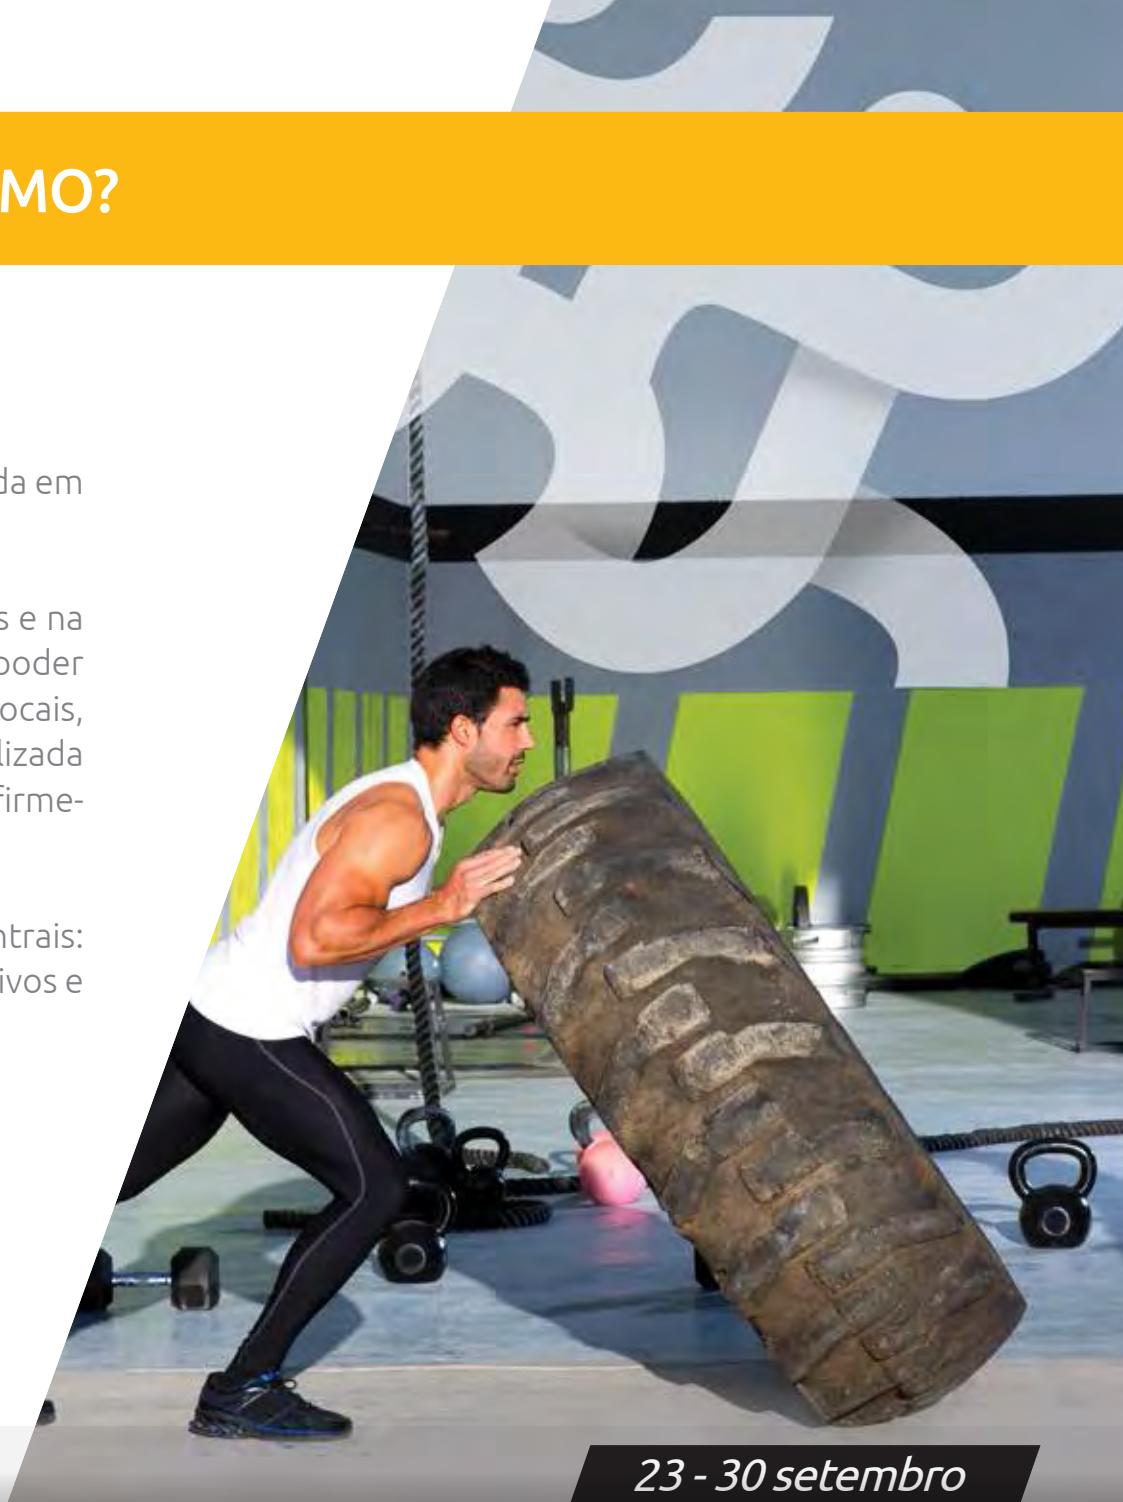 MO?
da em
s e na
poder
ocais,
lizada
firme-
ntrais:
ivos e
23 - 30 setembro